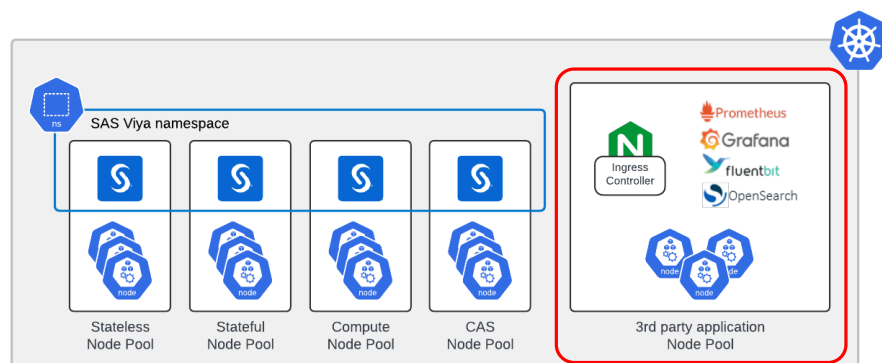 ns
SAS Viya namespace
Prometheus
Grafana
fluentbit
OpenSearch
N
Ingress
Controller
S
S
S
S
node
node
node
node
node
node
node
Stateless
Node Pool
Stateful
Node Pool
Compute
Node Pool
CAS
Node Pool
3rd party application
Node Pool